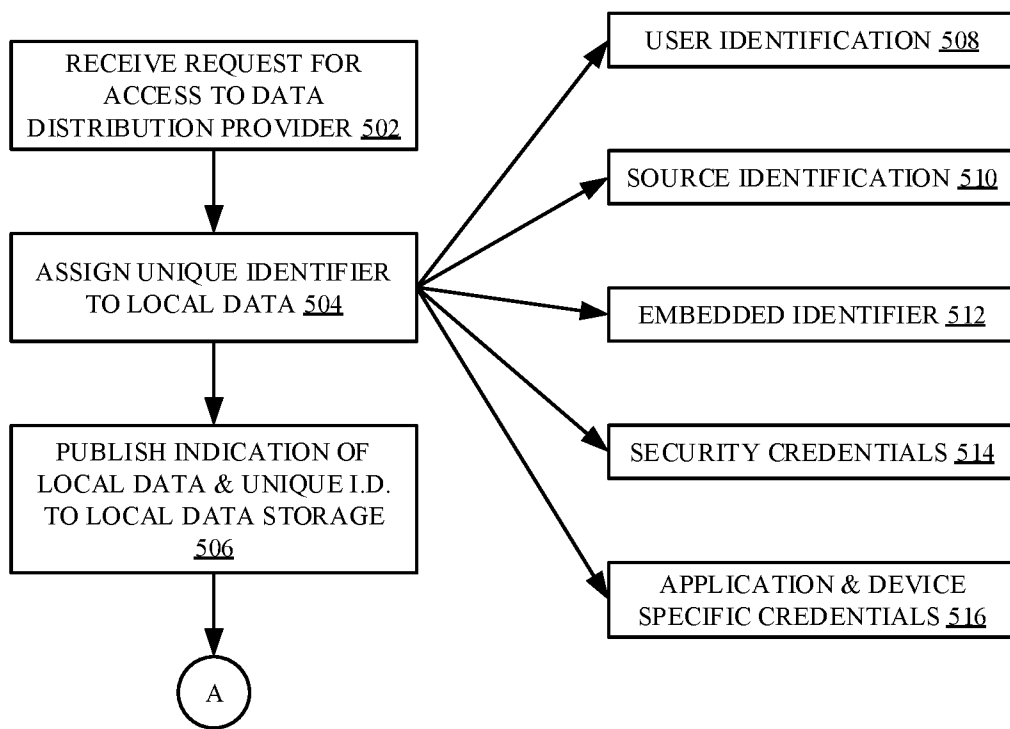 RECEIVE REQUEST FOR
ACCESS TO DATA
DISTRIBUTION PROVIDER 502
ASSIGN UNIQUE IDENTIFIER
TO LOCAL DATA 504
PUBLISH INDICATION OF
LOCAL DATA & UNIQUE I.D.
TO LOCAL DATA STORAGE
506
A
USER IDENTIFICATION 508
SOURCE IDENTIFICATION 510
EMBEDDED IDENTIFIER 512
SECURITY CREDENTIALS 514
APPLICATION & DEVICE
SPECIFIC CREDENTIALS 516